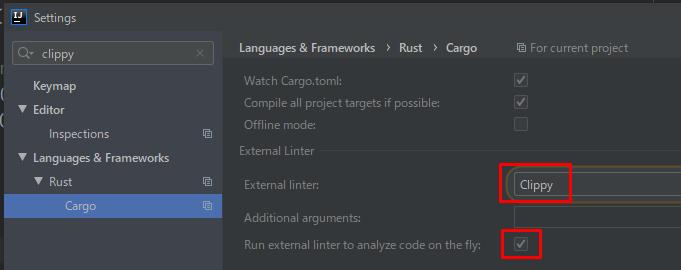 IJ Settings
clippy
Languages & Frameworks › Rust › Cargo For current project
Keymap
Editor
Inspections
Languages & Frameworks
Rust
Cargo
Watch Cargo.toml:
Compile all project targets if possible:
Offline mode:
External Linter
External linter: Clippy
Additional arguments:
Run external linter to analyze code on the fly: